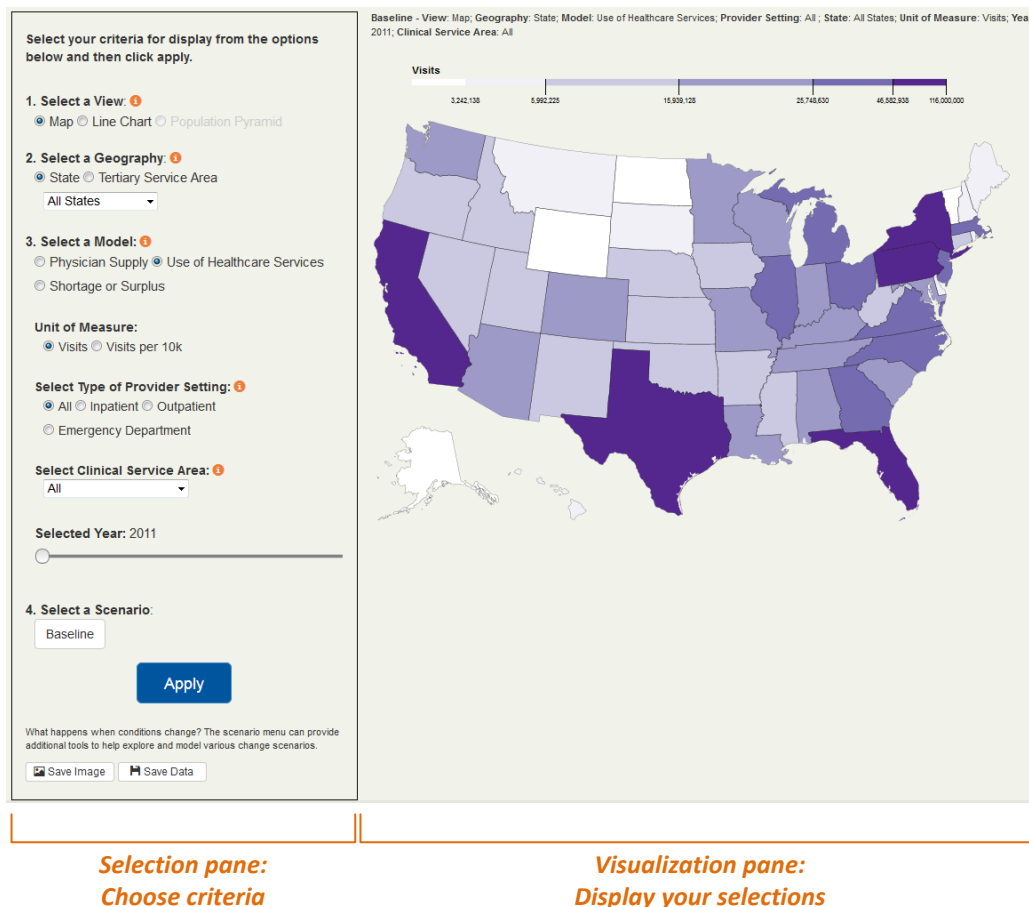 Select your criteria for display from the options
below and then click apply.
1. Select a View:
Map Line Chart Population Pyramid
2. Select a Geography:
State Tertiary Service Area
All States
3. Select a Model:
Physician Supply Use of Healthcare Services
Shortage or Surplus
Unit of Measure:
Visits Visits per 10k
Select Type of Provider Setting:
All Inpatient Outpatient
Emergency Department
Select Clinical Service Area:
All
Selected Year: 2011
4. Select a Scenario:
Baseline
Apply
What happens when conditions change? The scenario menu can provide
additional tools to help explore and model various change scenarios.
Save Image Save Data
Baseline - View: Map; Geography: State; Model: Use of Healthcare Services; Provider Setting: All ; State: All States; Unit of Measure: Visits; Yea
2011; Clinical Service Area: All
Visits
3,242,138 5,992,225 15,939,128 25,748,630 46,582,938 116,000,000
Selection pane:
Choose criteria
Visualization pane:
Display your selections